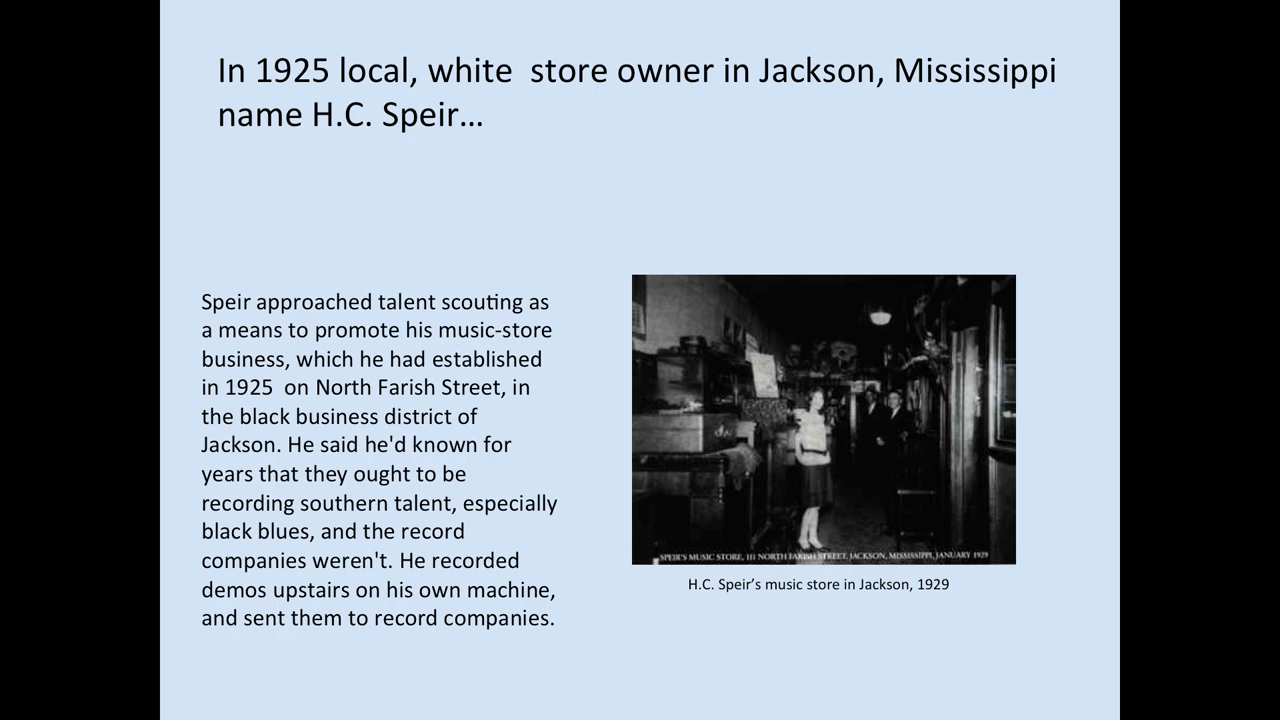 In 1925 local, white  store owner in Jackson, Mississippi
name H.C. Speir…
Speir approached talent scouting as
a means to promote his music-store
business, which he had established
in 1925  on North Farish Street, in
the black business district of
Jackson. He said he'd known for
years that they ought to be
recording southern talent, especially
black blues, and the record
companies weren't. He recorded
demos upstairs on his own machine,
and sent them to record companies.
SPEIR'S MUSIC STORE, 111 NORTH FARISH STREET, JACKSON, MISSISSIPPI, JANUARY 1929
H.C. Speir’s music store in Jackson, 1929